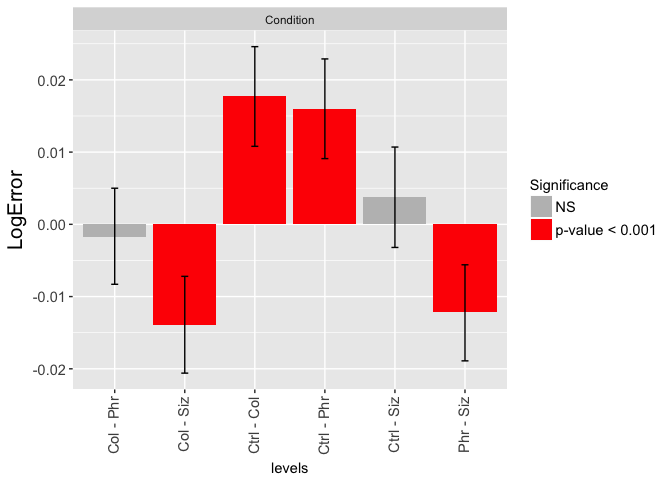 Condition
LogError
0.02
0.01
0.00
-0.01
-0.02
Col - Phr
Col - Siz
Ctrl - Col
Ctrl - Phr
Ctrl - Siz
Phr - Siz
levels
Significance
NS
p-value < 0.001